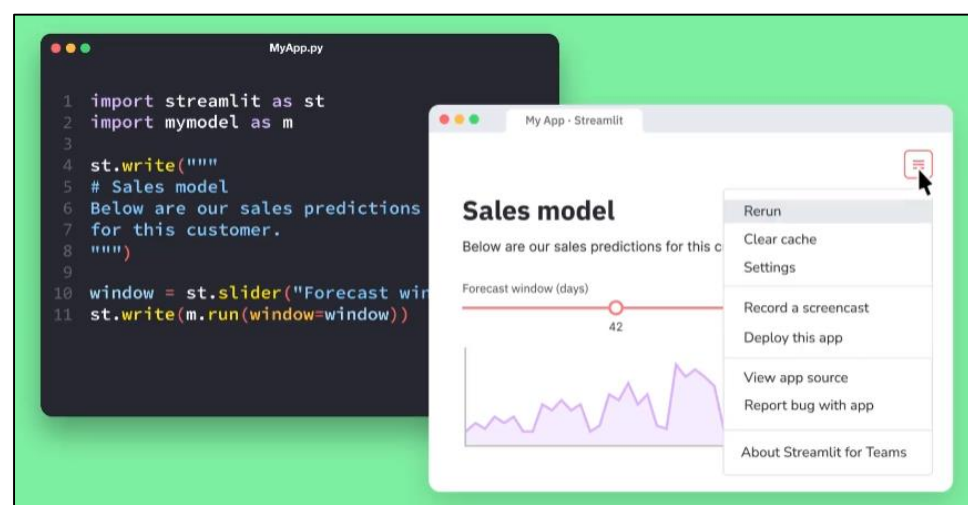 MyApp.py
1 import streamlit as st
2 import mymodel as m
3
4 st.write("""
5 # Sales model
6 Below are our sales predictions
7 for this customer.
8 """)
9
10 window = st.slider("Forecast win
11 st.write(m.run(window=window))
My App · Streamlit
Sales model
Below are our sales predictions for this c
Forecast window (days)
42
Rerun
Clear cache
Settings
Record a screencast
Deploy this app
View app source
Report bug with app
About Streamlit for Teams